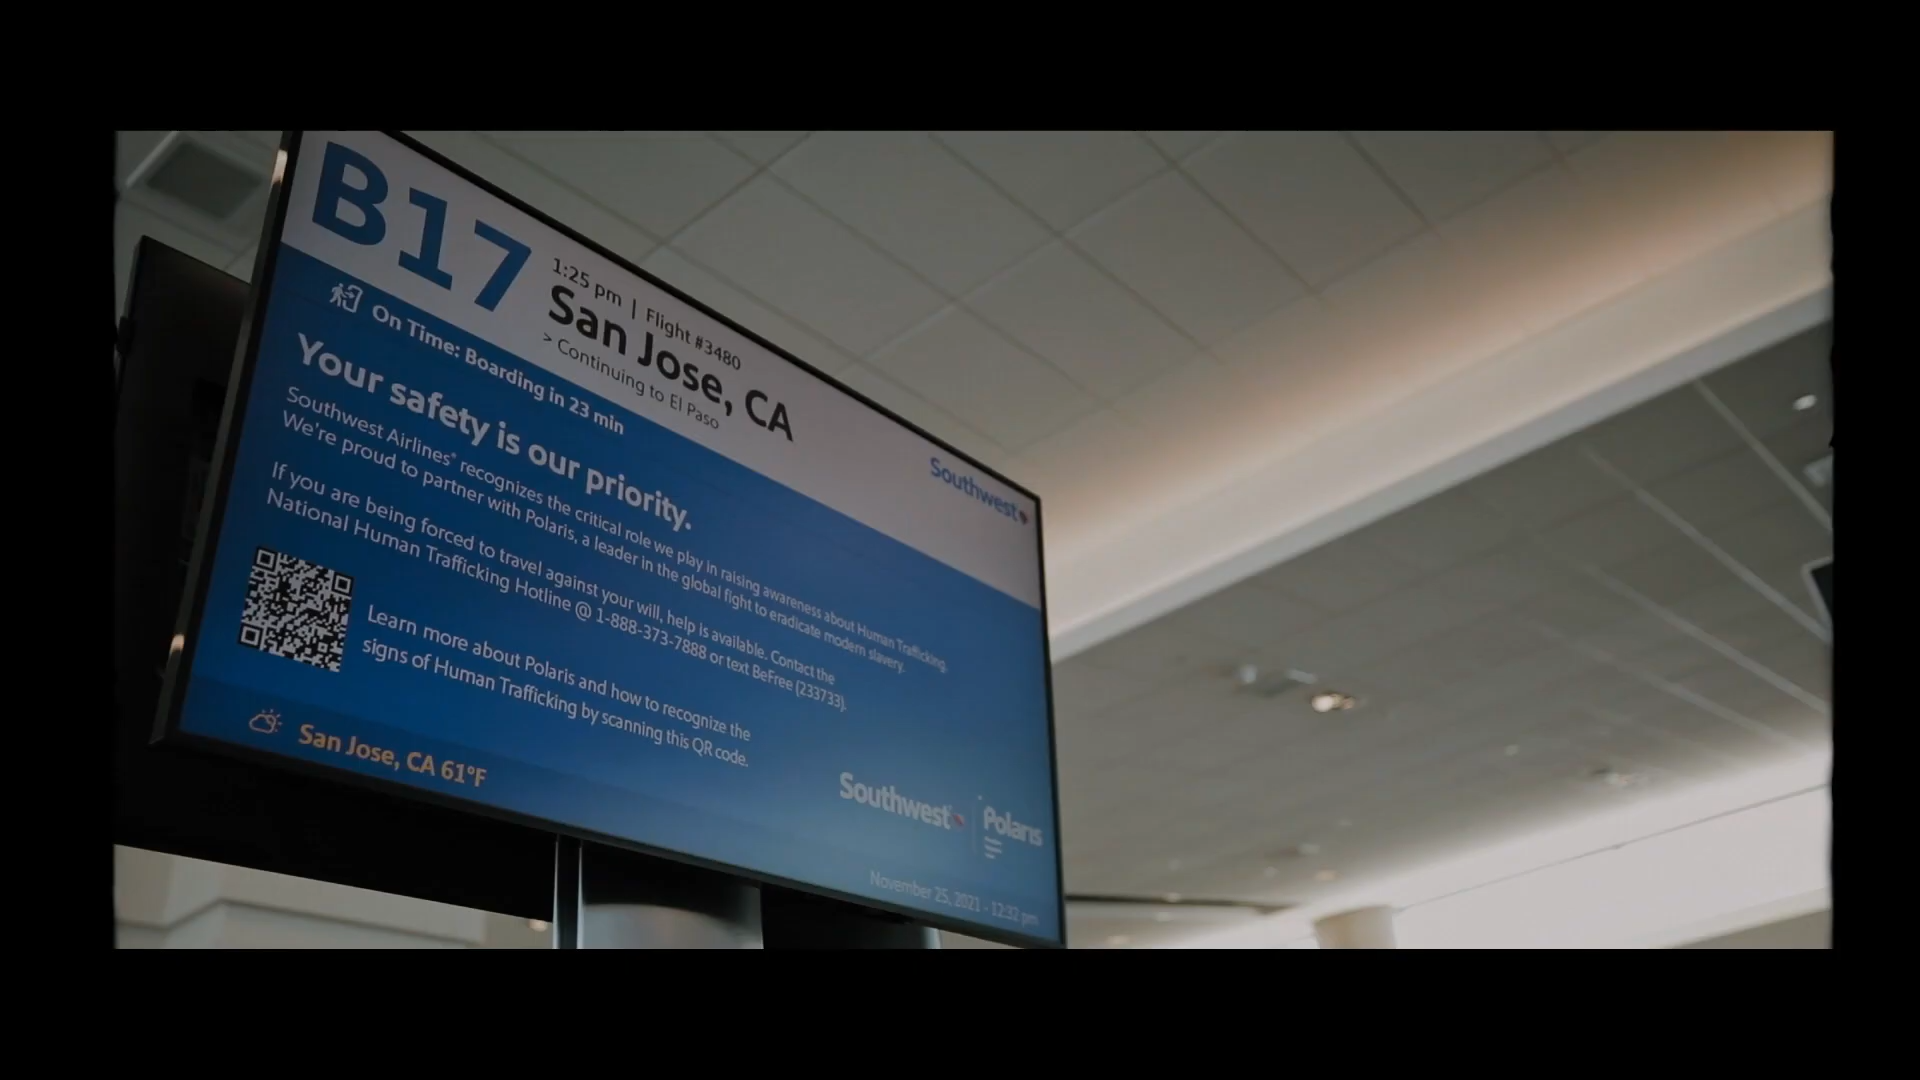 B17
1:25 pm | Flight #3480
San Jose, CA
> Continuing to El Paso
Southwest
On Time: Boarding in 23 min
Your safety is our priority.
Southwest Airlines® recognizes the critical role we play in raising awareness about Human Trafficking.
We're proud to partner with Polaris, a leader in the global fight to eradicate modern slavery.
If you are being forced to travel against your will, help is available. Contact the
National Human Trafficking Hotline @ 1-888-373-7888 or text BeFree (233733).
Learn more about Polaris and how to recognize the
signs of Human Trafficking by scanning this QR code.
San Jose, CA 61°F
Southwest
Polaris
November 25, 2021 - 12:32 pm